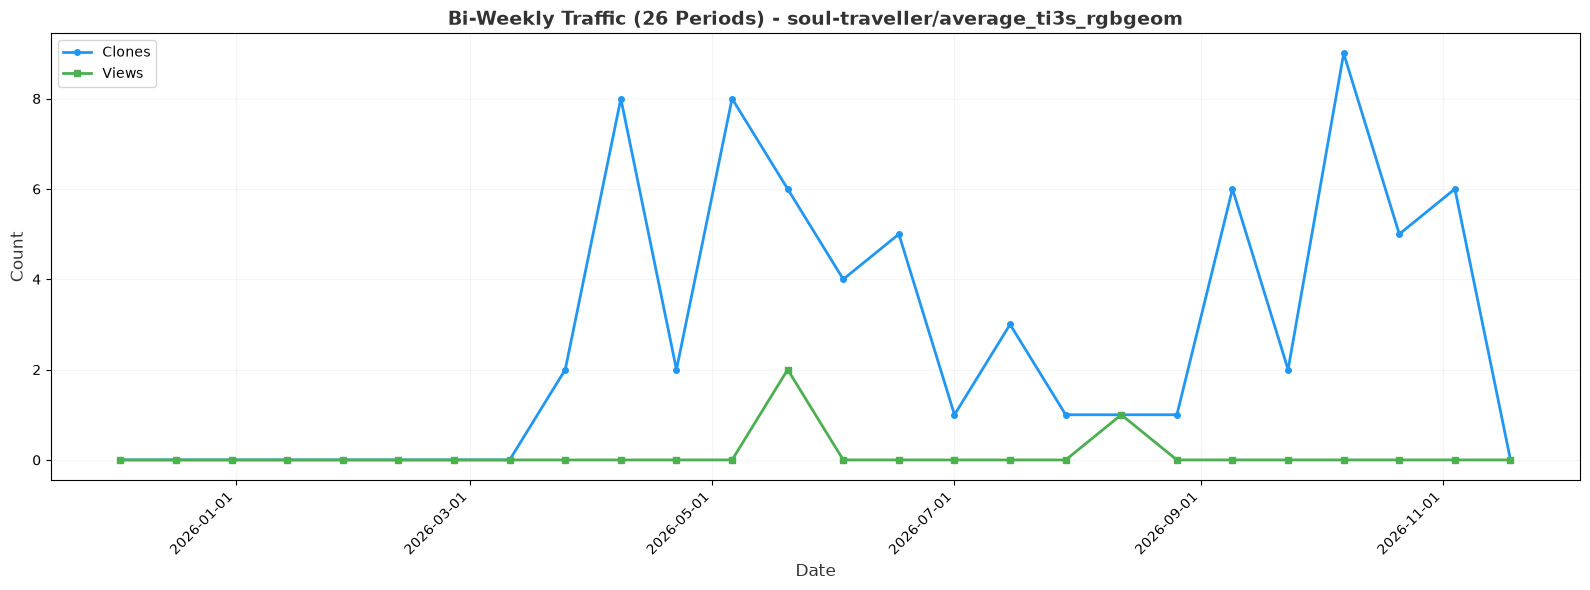 Bi-Weekly Traffic (26 Periods) - soul-traveller/average_ti3s_rgbgeom
Clones
Views
Count
8
6
4
2
0
2026-01-01
2026-03-01
2026-05-01
2026-07-01
2026-09-01
2026-11-01
Date